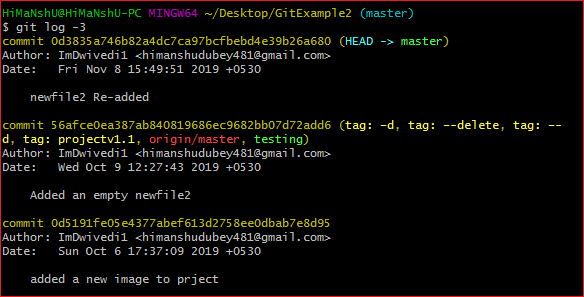 HiMaNshU@HiMaNshU-PC MINGW64 ~/Desktop/GitExample2 (master)
$ git log -3
commit 0d3835a746b82a4dc7ca97bcfbebd4e39b26a680 (HEAD -> master)
Author: ImDwivedi1 <himanshudubey481@gmail.com>
Date:   Fri Nov 8 15:49:51 2019 +0530
newfile2 Re-added
commit 56afce0ea387ab840819686ec9682bb07d72add6 (tag: -d, tag: --delete, tag: --
d, tag: projectv1.1, origin/master, testing)
Author: ImDwivedi1 <himanshudubey481@gmail.com>
Date:   Wed Oct 9 12:27:43 2019 +0530
Added an empty newfile2
commit 0d5191fe05e4377abef613d2758ee0dbab7e8d95
Author: ImDwivedi1 <himanshudubey481@gmail.com>
Date:   Sun Oct 6 17:37:09 2019 +0530
added a new image to prject